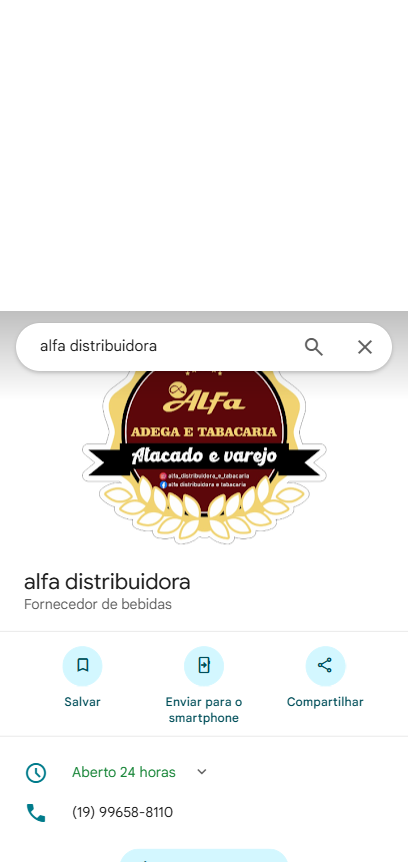 alfa distribuidora
Alfa
ADEGA E TABACARIA
Atacado e varejo
alfa_distribuidora_e_tabacaria
alfa distribuidora e tabacaria
alfa distribuidora
Fornecedor de bebidas
Salvar
Enviar para o
smartphone
Compartilhar
Aberto 24 horas
(19) 99658-8110